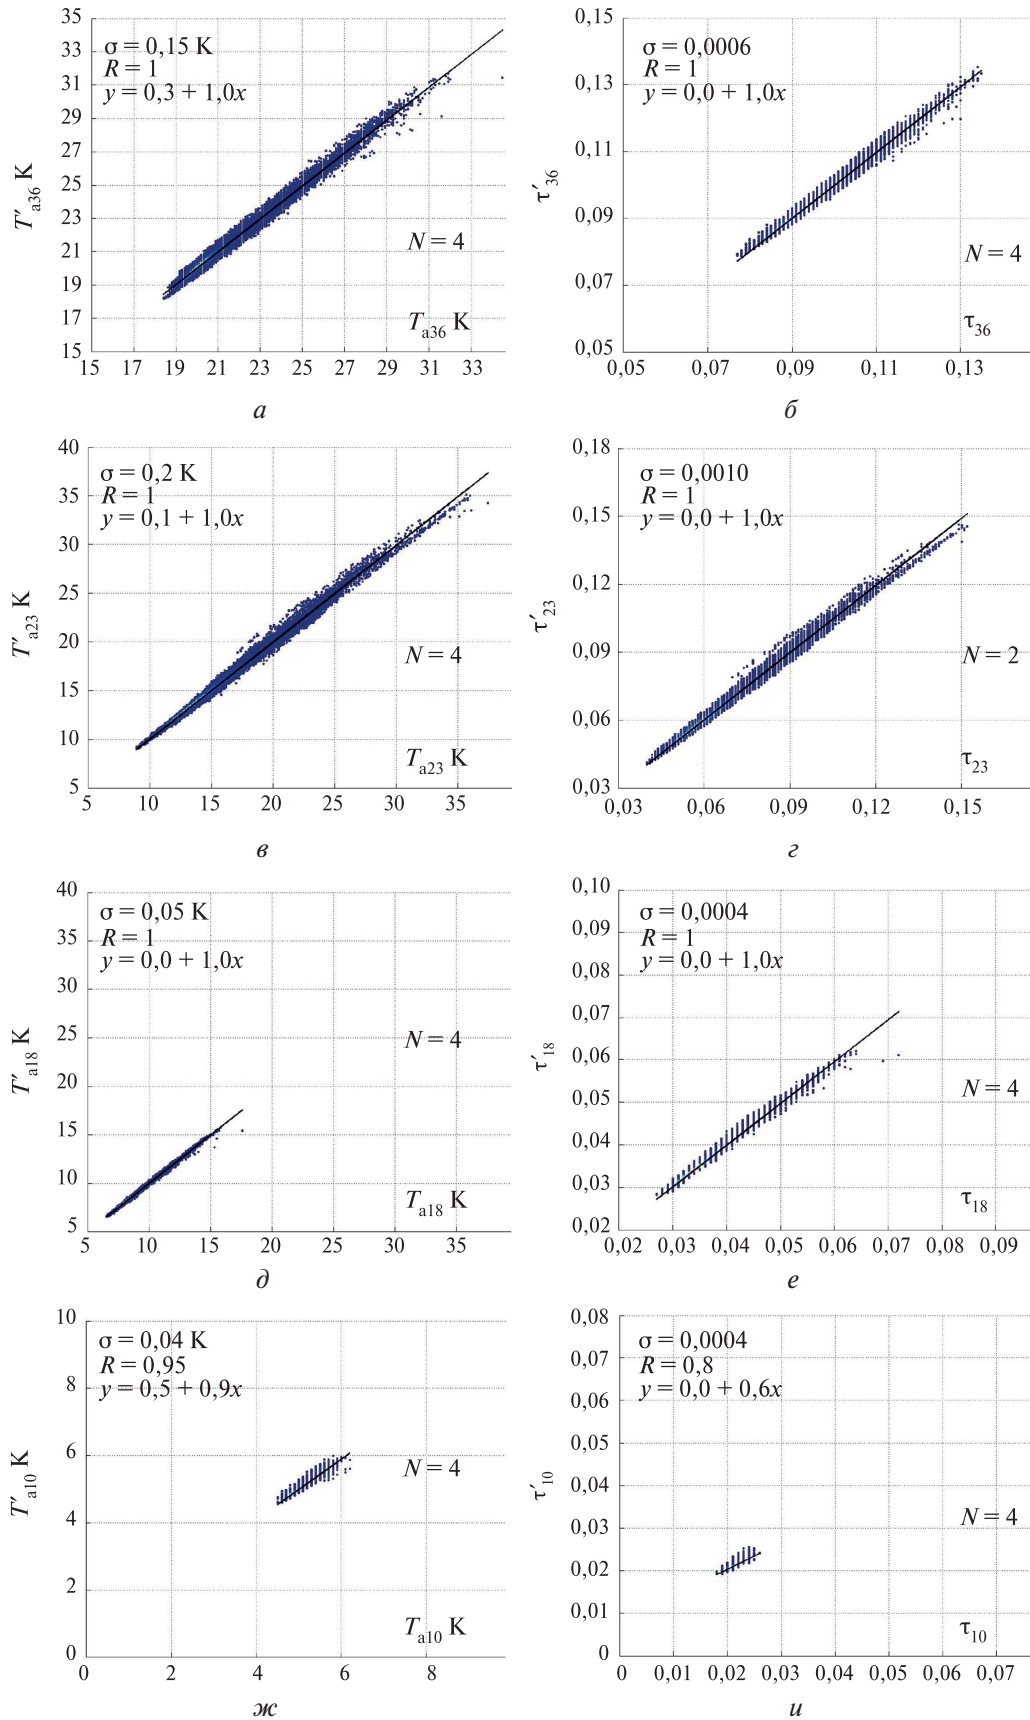 35
33
31
29
27
25
23
21
19
17
15
σ = 0,15 K
R = 1
y = 0,3 + 1,0x
N = 4
T′a36 K
Ta36 K
15 17 19 21 23 25 27 29 31 33
а
0,15
0,13
0,11
0,09
0,07
0,05
σ = 0,0006
R = 1
y = 0,0 + 1,0x
N = 4
τ′36
τ36
0,05 0,07 0,09 0,11 0,13
б
40
35
30
25
20
15
10
5
σ = 0,2 K
R = 1
y = 0,1 + 1,0x
N = 4
T′a23 K
Ta23 K
5 10 15 20 25 30 35
в
0,18
0,15
0,12
0,09
0,06
0,03
σ = 0,0010
R = 1
y = 0,0 + 1,0x
N = 2
τ′23
τ23
0,03 0,06 0,09 0,12 0,15
г
40
35
30
25
20
15
10
5
σ = 0,05 K
R = 1
y = 0,0 + 1,0x
N = 4
T′a18 K
Ta18 K
5 10 15 20 25 30 35
д
0,10
0,09
0,08
0,07
0,06
0,05
0,04
0,03
0,02
σ = 0,0004
R = 1
y = 0,0 + 1,0x
N = 4
τ′18
τ18
0,02 0,03 0,04 0,05 0,06 0,07 0,08 0,09
е
10
8
6
4
2
0
σ = 0,04 K
R = 0,95
y = 0,5 + 0,9x
N = 4
T′a10 K
Ta10 K
0 2 4 6 8
ж
0,08
0,07
0,06
0,05
0,04
0,03
0,02
0,01
0
σ = 0,0004
R = 0,8
y = 0,0 + 0,6x
N = 4
τ′10
τ10
0 0,01 0,02 0,03 0,04 0,05 0,06 0,07
и